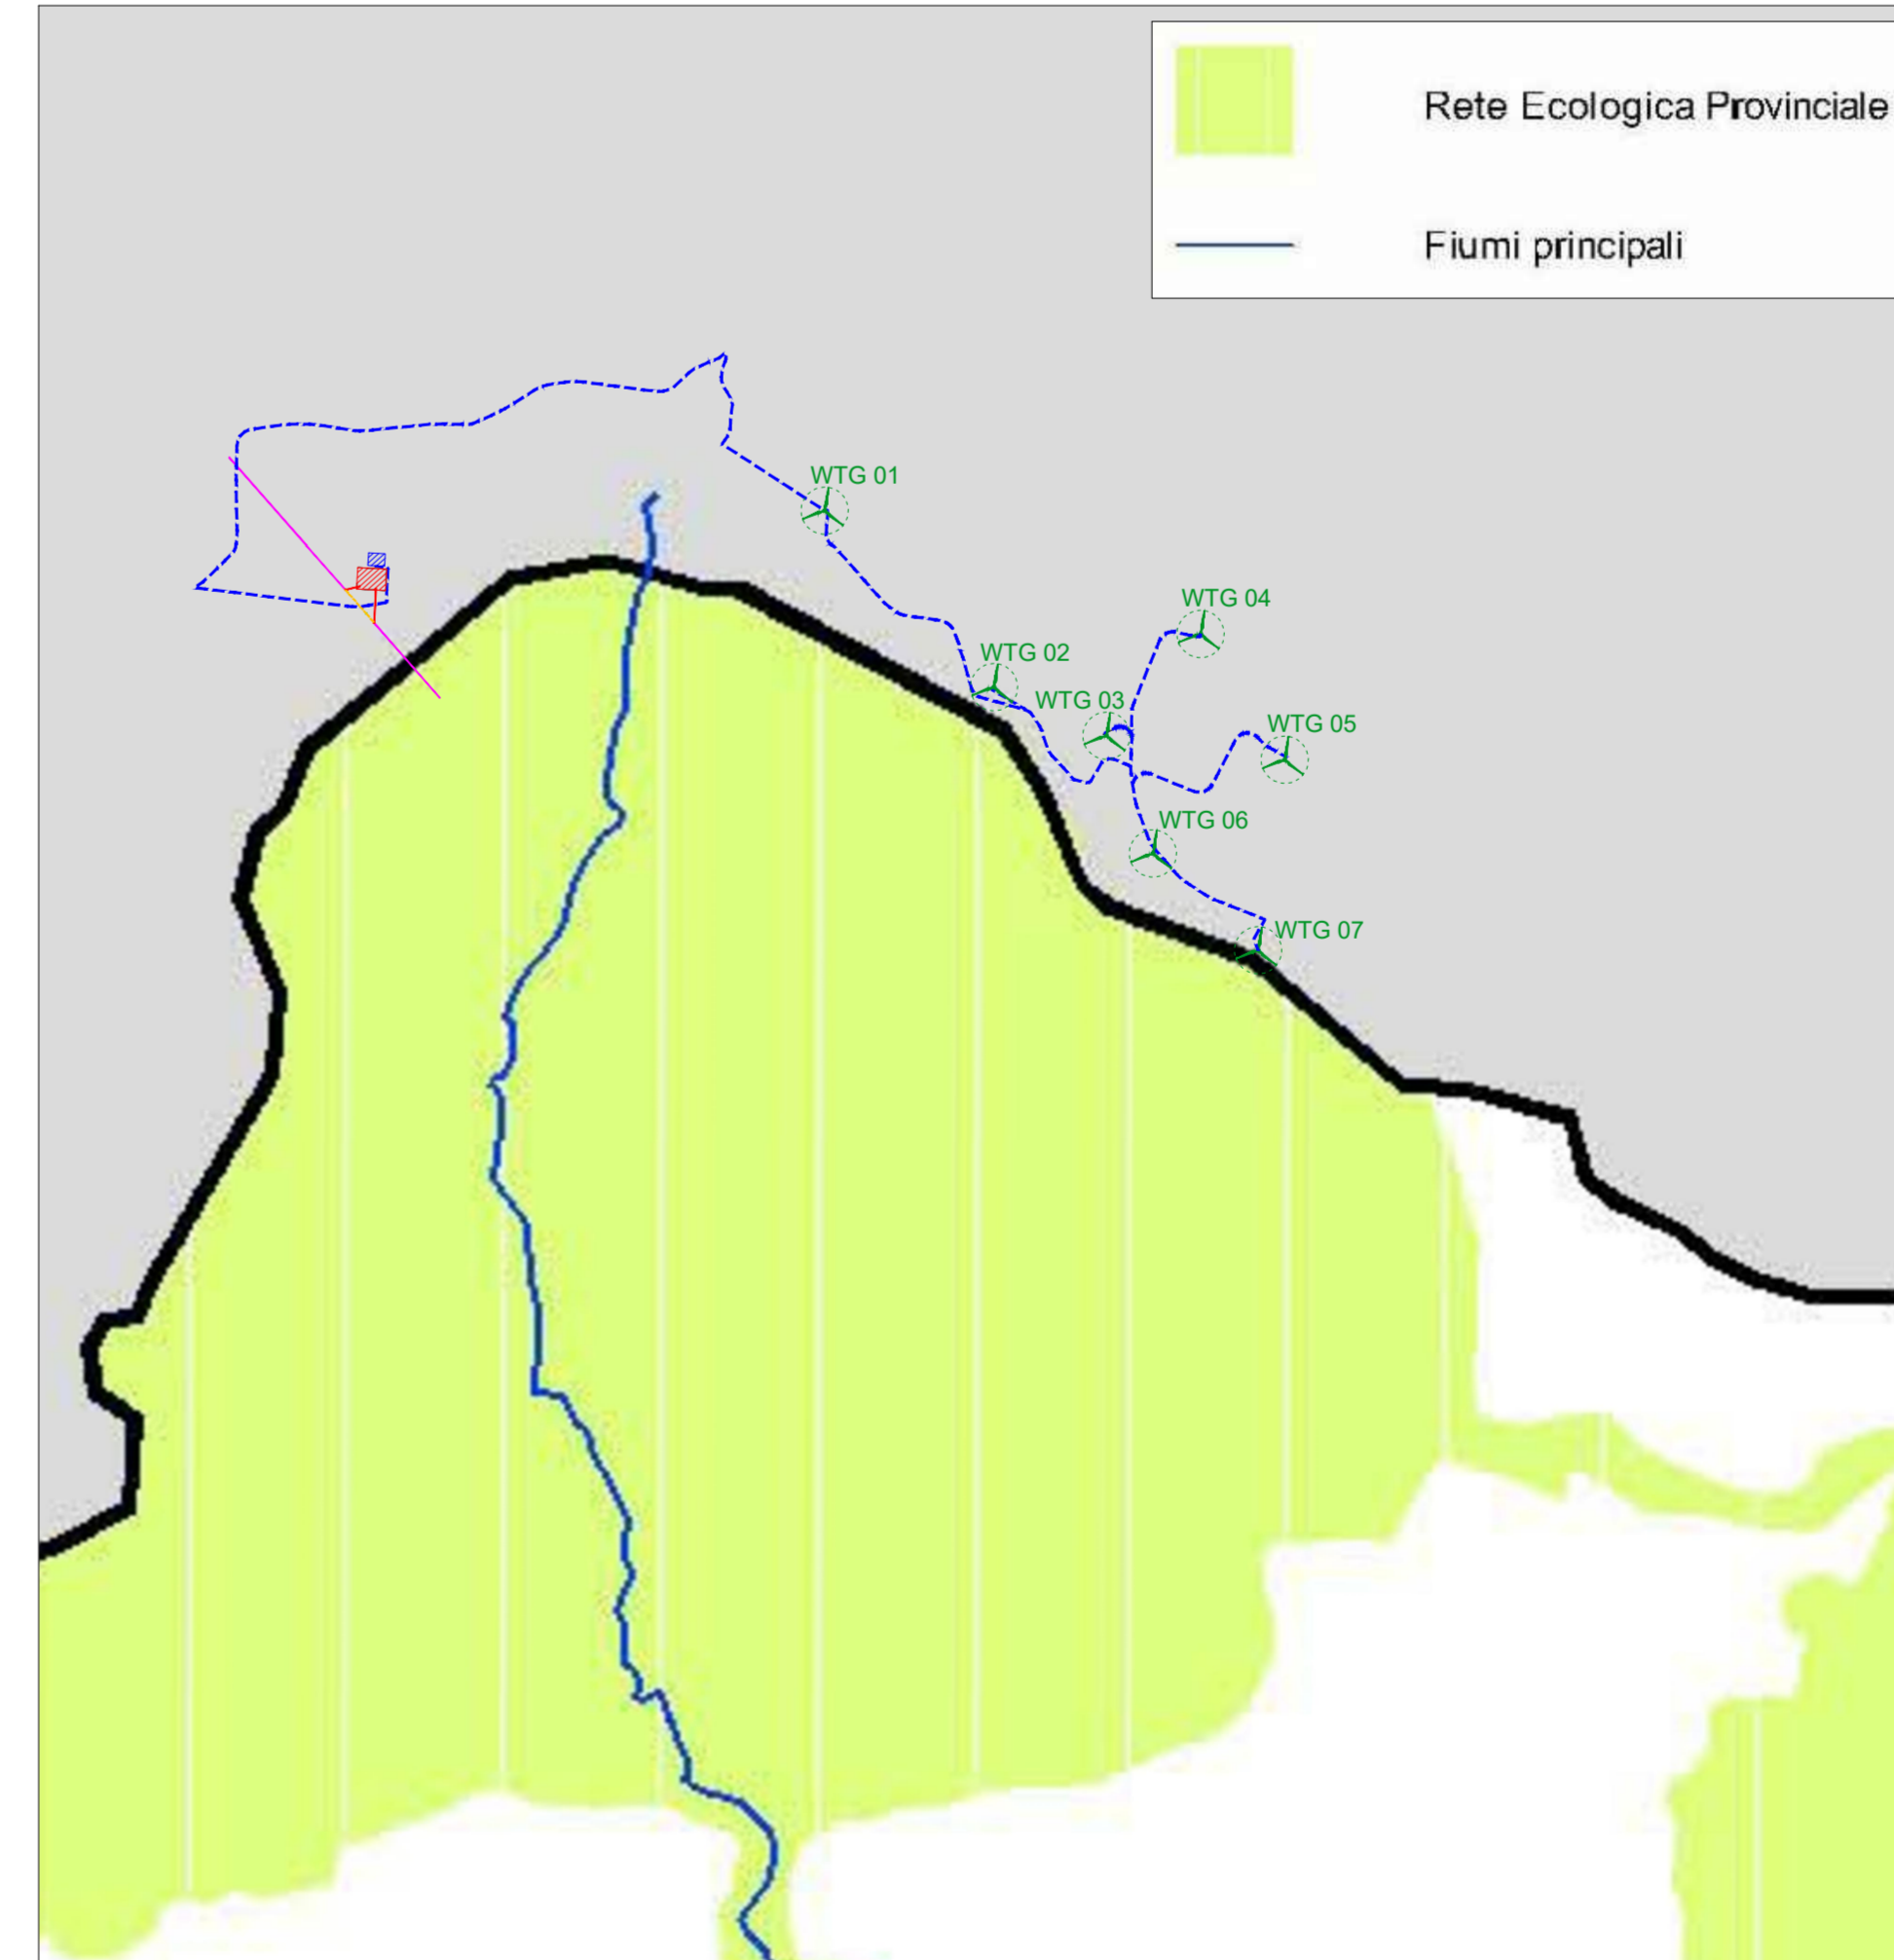 Rete Ecologica Provinciale
Fiumi principali
WTG 01
WTG 04
WTG 02
WTG 03
WTG 05
WTG 06
WTG 07